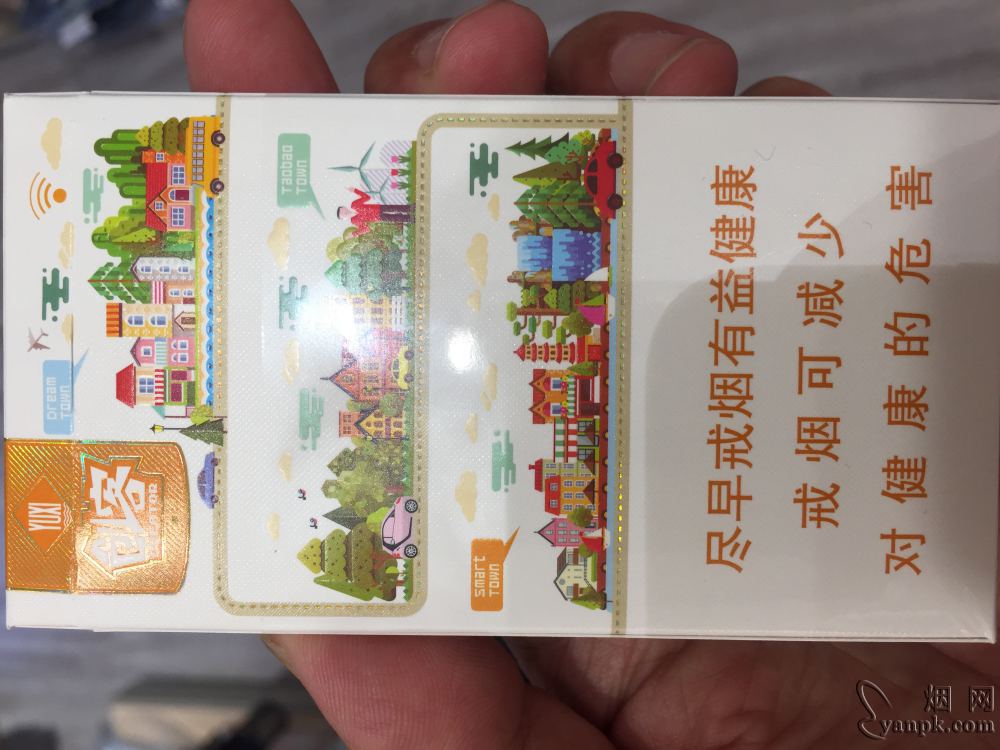 YUXI
创客
Dream
TOWN
Taobao
TOWN
Smart
TOWN
尽早戒烟有益健康
戒烟可减少
对健康的危害
烟网
yanpk.com